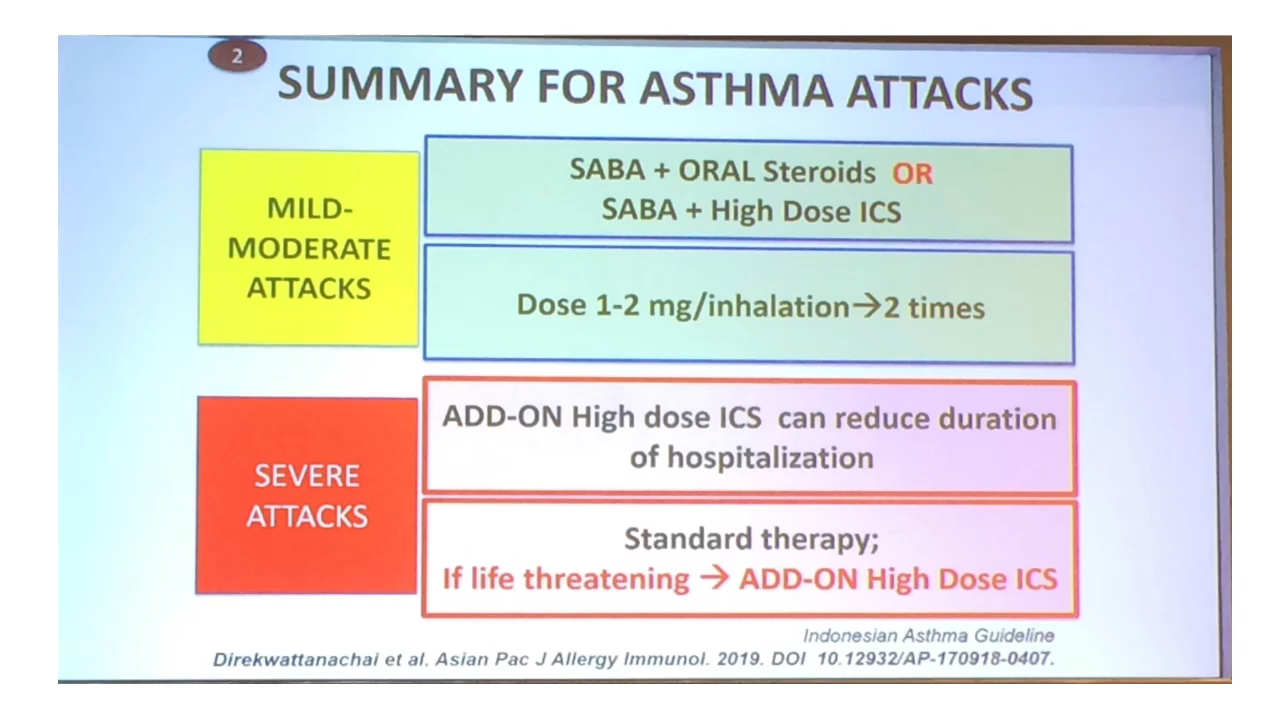 2
SUMMARY FOR ASTHMA ATTACKS
MILD-
MODERATE
ATTACKS
SABA + ORAL Steroids OR
SABA + High Dose ICS
Dose 1-2 mg/inhalation→2 times
SEVERE
ATTACKS
ADD-ON High dose ICS can reduce duration
of hospitalization
Standard therapy;
If life threatening → ADD-ON High Dose ICS
Indonesian Asthma Guideline
Direkwattanachai et al. Asian Pac J Allergy Immunol. 2019. DOI 10.12932/AP-170918-0407.